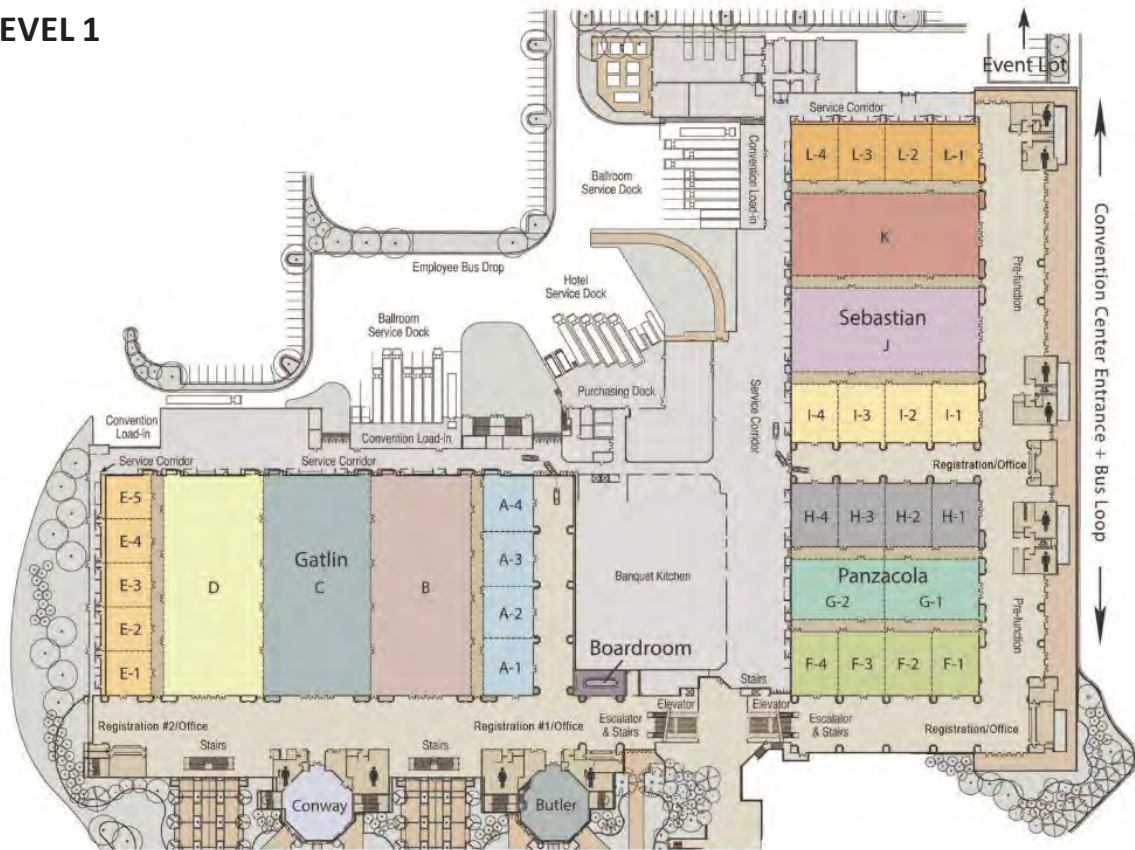 EVEL 1
Event Lot
Service Corridor
L-4 L-3 L-2 L-1
Convention Load-in
Ballroom
Service Dock
K
Pre-function
Convention Center Entrance + Bus Loop
Employee Bus Drop
Hotel
Service Dock
Ballroom
Service Dock
Sebastian
J
Purchasing Dock
Service Corridor
I-4 I-3 I-2 I-1
Convention
Load-in
Convention Load-in
Service Corridor
Service Corridor
Registration/Office
E-5
E-4
E-3
E-2
E-1
D
Gatlin
C
B
A-4
A-3
A-2
A-1
Banquet Kitchen
H-4 H-3 H-2 H-1
Panzacola
G-2 G-1
Pre-function
Boardroom
F-4 F-3 F-2 F-1
Stairs
Elevator
Elevator
Registration #2/Office
Registration #1/Office
Escalator
& Stairs
Escalator
& Stairs
Registration/Office
Stairs
Stairs
Conway
Butler